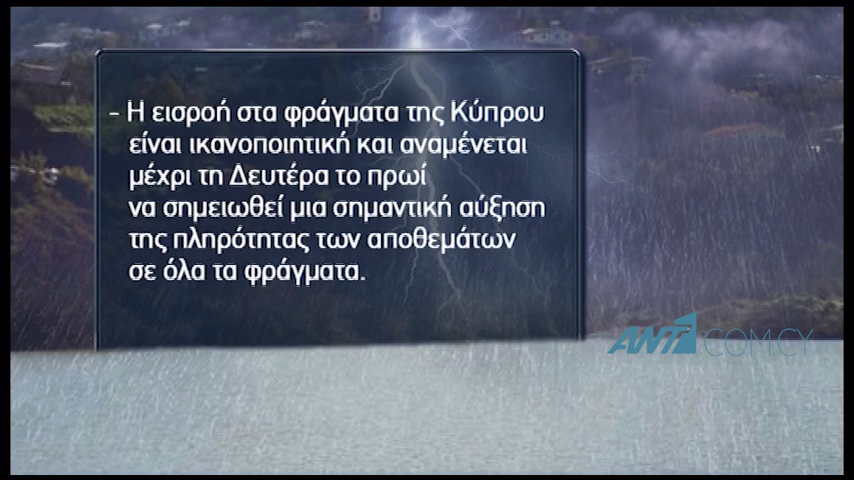 - Η εισροή στα φράγματα της Κύπρου
είναι ικανοποιητική και αναμένεται
μέχρι τη Δευτέρα το πρωί
να σημειωθεί μια σημαντική αύξηση
της πληρότητας των αποθεμάτων
σε όλα τα φράγματα.
ANT1.COM.CY